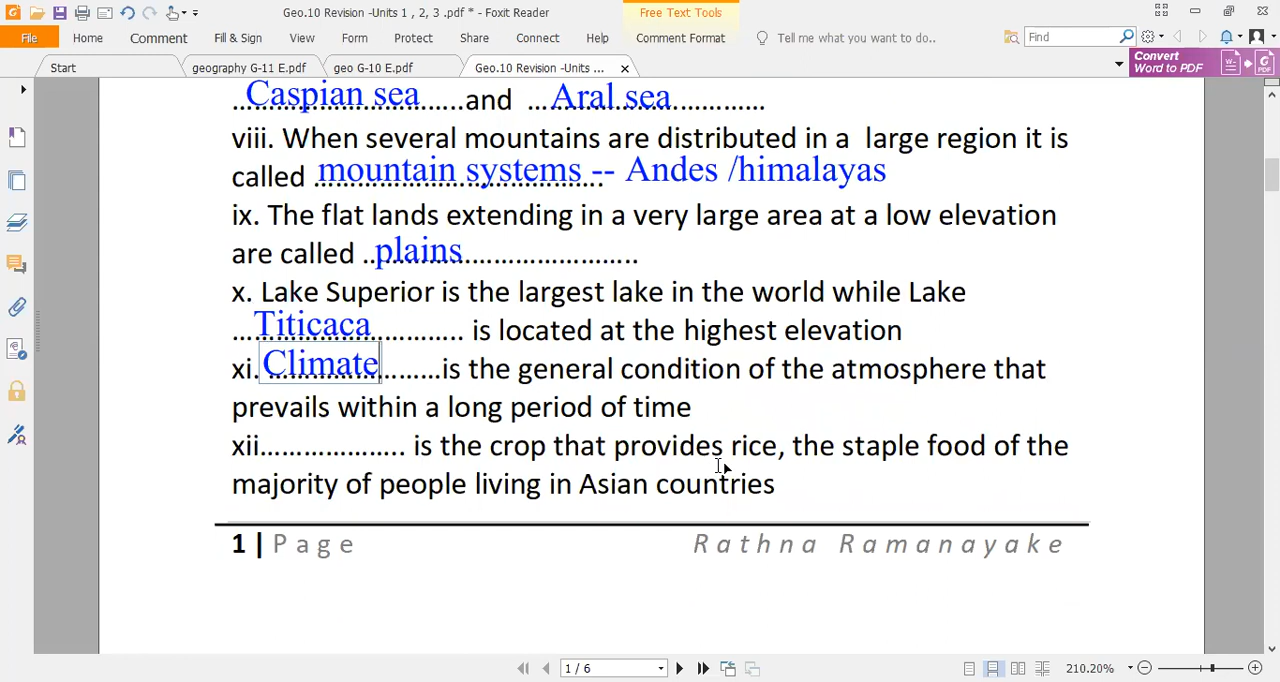 Geo.10 Revision -Units 1 , 2, 3 .pdf * - Foxit Reader
Free Text Tools
File Home Comment Fill & Sign View Form Protect Share Connect Help Comment Format Tell me what you want to do.. Find
Start geography G-11 E.pdf geo G-10 E.pdf Geo.10 Revision -Units ... Convert Word to PDF
…Caspian sea………and …Aral sea…………
viii. When several mountains are distributed in a large region it is
called mountain systems -- Andes /himalayas
ix. The flat lands extending in a very large area at a low elevation
are called ..plains……………………..
x. Lake Superior is the largest lake in the world while Lake
…Titicaca………….. is located at the highest elevation
xi. Climate………is the general condition of the atmosphere that
prevails within a long period of time
xii……………….. is the crop that provides rice, the staple food of the
majority of people living in Asian countries
1 | Page Rathna Ramanayake
1 / 6 210.20%